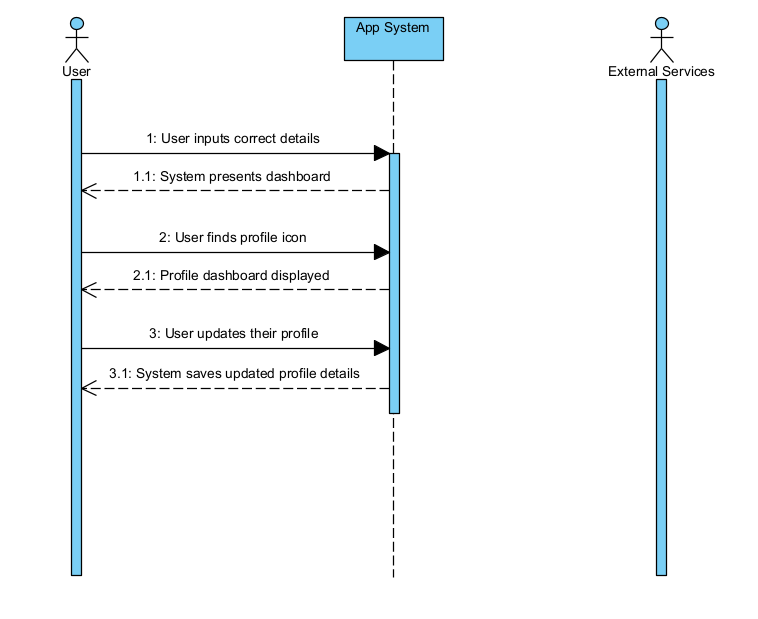 App System
User
External Services
1: User inputs correct details
1.1: System presents dashboard
2: User finds profile icon
2.1: Profile dashboard displayed
3: User updates their profile
3.1: System saves updated profile details